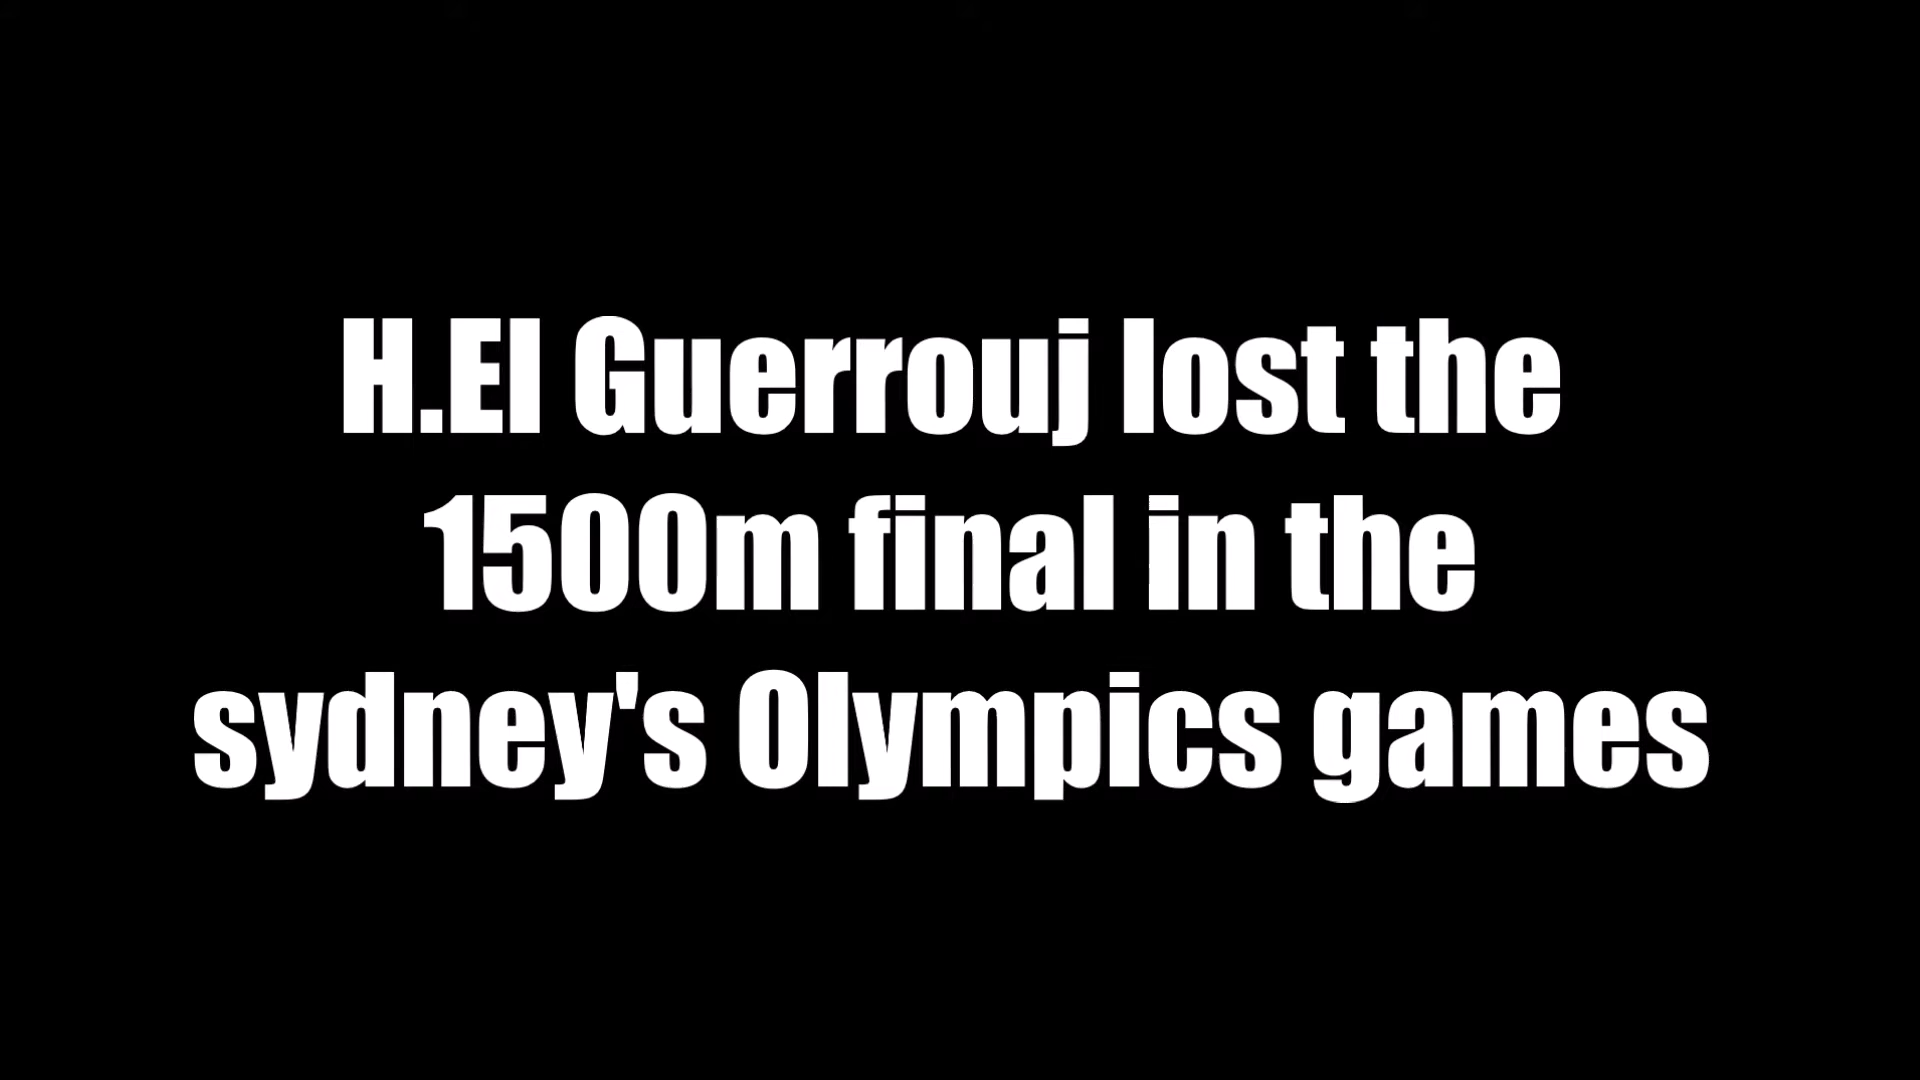 H.El Guerrouj lost the
1500m final in the
sydney's Olympics games